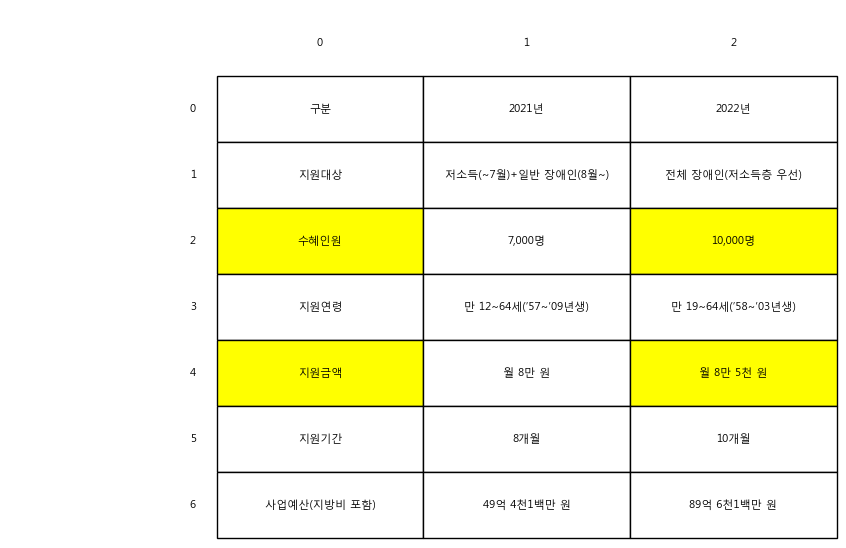 0 1 2
0 구분 2021년 2022년
1 지원대상 저소득(~7월)+일반 장애인(8월~) 전체 장애인(저소득층 우선)
2 수혜인원 7,000명 10,000명
3 지원연령 만 12~64세('57~'09년생) 만 19~64세('58~'03년생)
4 지원금액 월 8만 원 월 8만 5천 원
5 지원기간 8개월 10개월
6 사업예산(지방비 포함) 49억 4천1백만 원 89억 6천1백만 원